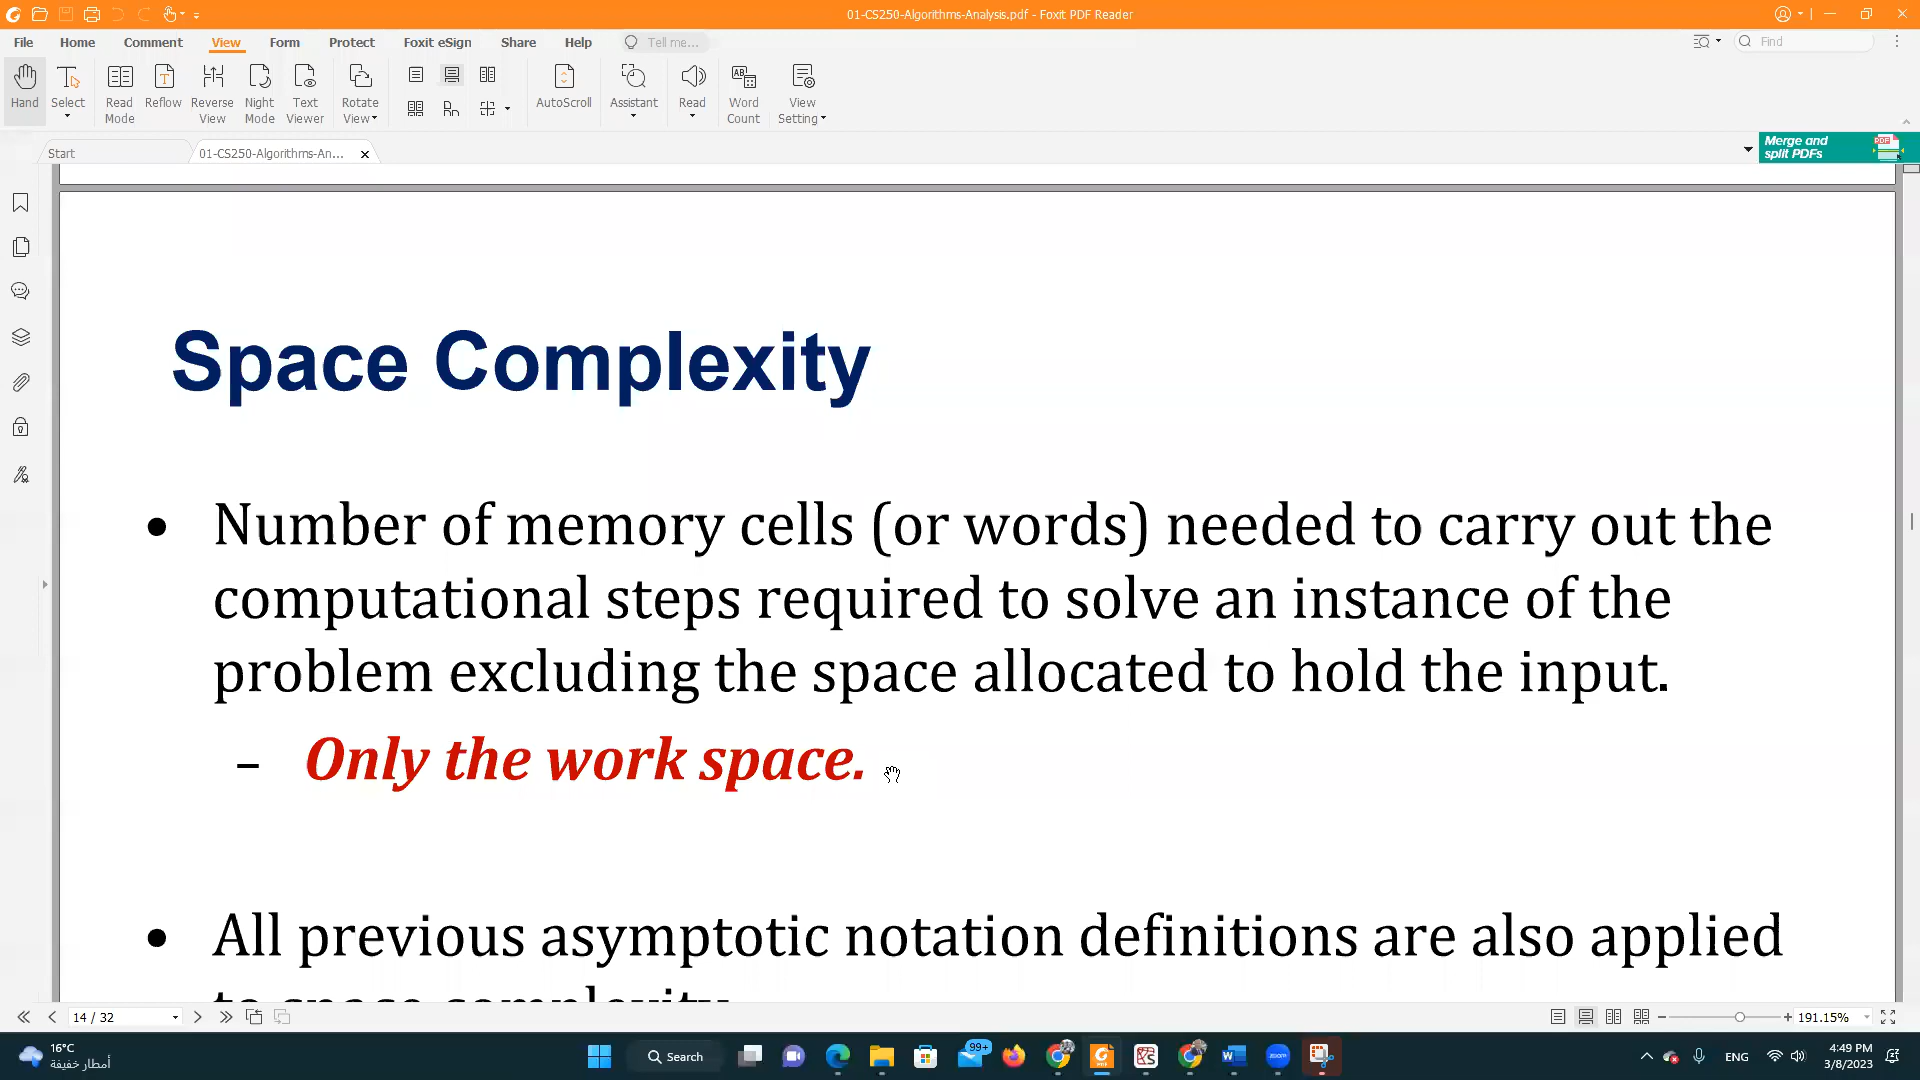 01-CS250-Algorithms-Analysis.pdf - Foxit PDF Reader
File Home Comment View Form Protect Foxit eSign Share Help Tell me... Find
Hand Select Read Mode Reflow Reverse View Night Mode Text Viewer Rotate View AutoScroll Assistant Read Word Count View Setting
Start 01-CS250-Algorithms-An... Merge and
split PDFs
Space Complexity
• Number of memory cells (or words) needed to carry out the
computational steps required to solve an instance of the
problem excluding the space allocated to hold the input.
– Only the work space.
• All previous asymptotic notation definitions are also applied
to space complexity
14 / 32 191.15%
16°C
أمطار خفيفة
Search 99+ ENG 4:49 PM
3/8/2023